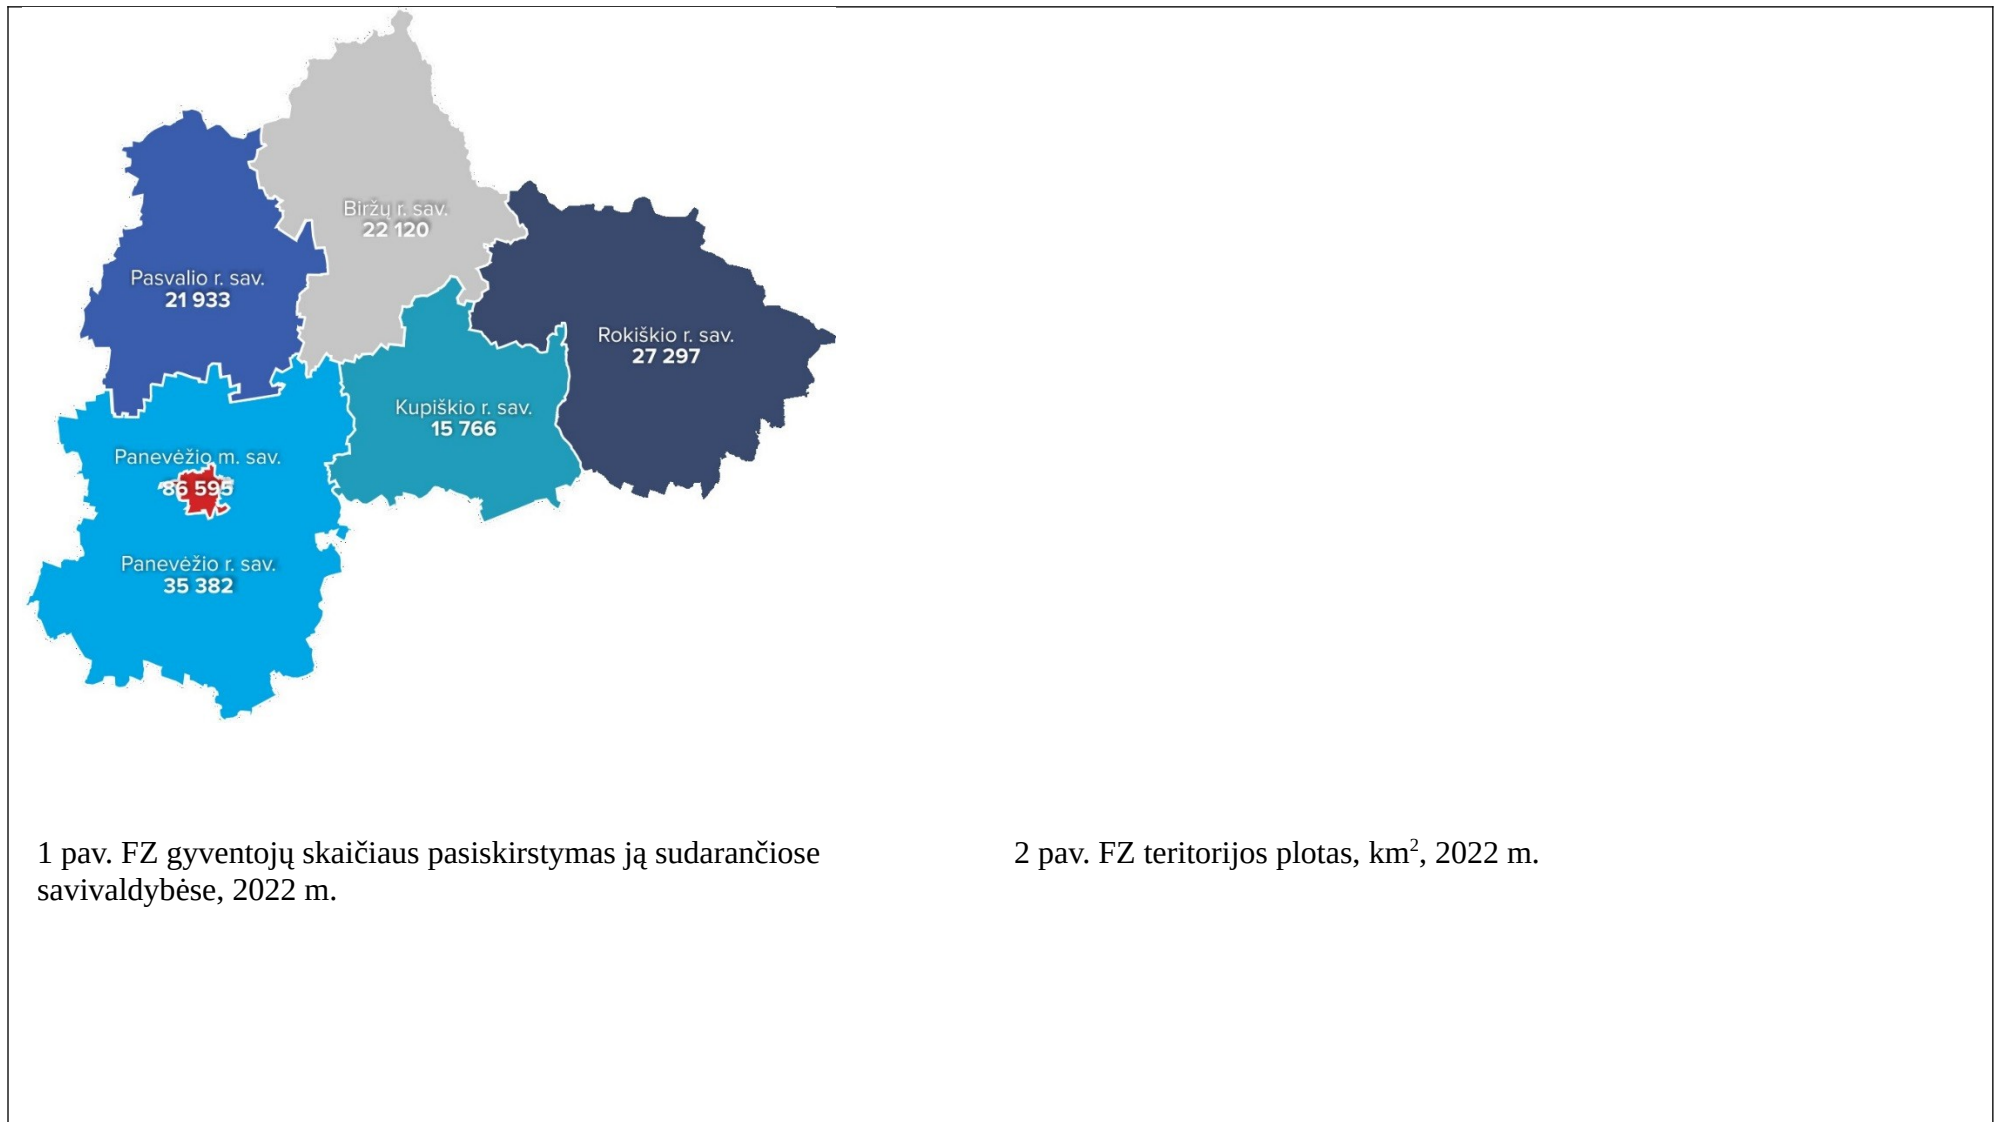 Biržų r. sav.
22 120
Pasvalio r. sav.
21 933
Rokiškio r. sav.
27 297
Kupiškio r. sav.
15 766
Panevėžio m. sav.
86 595
Panevėžio r. sav.
35 382
1 pav. FZ gyventojų skaičiaus pasiskirstymas ją sudarančiose
savivaldybėse, 2022 m.
2 pav. FZ teritorijos plotas, km², 2022 m.